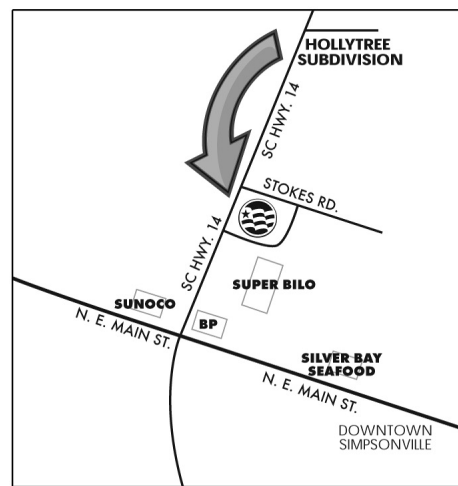 HOLLYTREE
SUBDIVISION
SC HWY. 14
STOKES RD.
SC HWY. 14
SUPER BILO
SUNOCO
BP
N. E. MAIN ST.
SILVER BAY
SEAFOOD
N. E. MAIN ST.
DOWNTOWN
SIMPSONVILLE